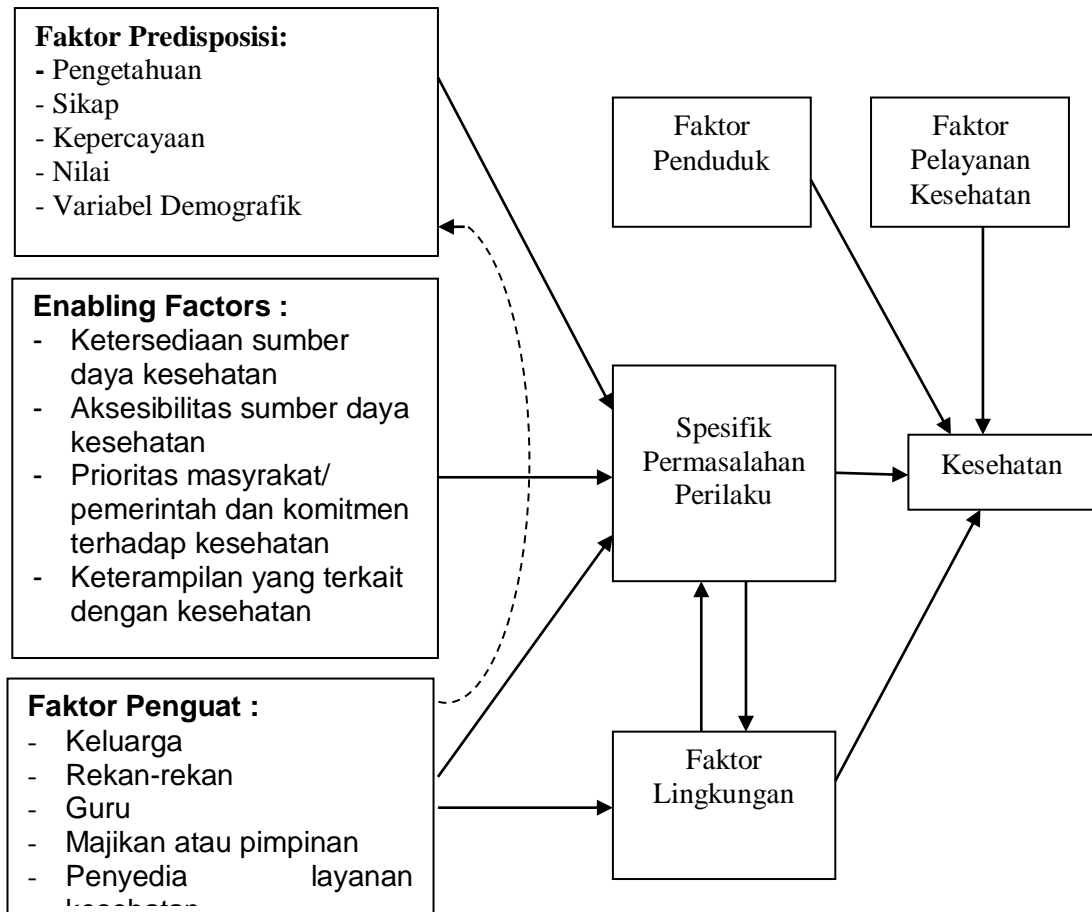 Faktor Predisposisi:
- Pengetahuan
- Sikap
- Kepercayaan
- Nilai
- Variabel Demografik
Enabling Factors :
- Ketersediaan sumber
daya kesehatan
- Aksesibilitas sumber daya
kesehatan
- Prioritas masyrakat/
pemerintah dan komitmen
terhadap kesehatan
- Keterampilan yang terkait
dengan kesehatan
Faktor Penguat :
- Keluarga
- Rekan-rekan
- Guru
- Majikan atau pimpinan
- Penyedia layanan
Faktor
Penduduk
Faktor
Pelayanan
Kesehatan
Spesifik
Permasalahan
Perilaku
Kesehatan
Faktor
Lingkungan